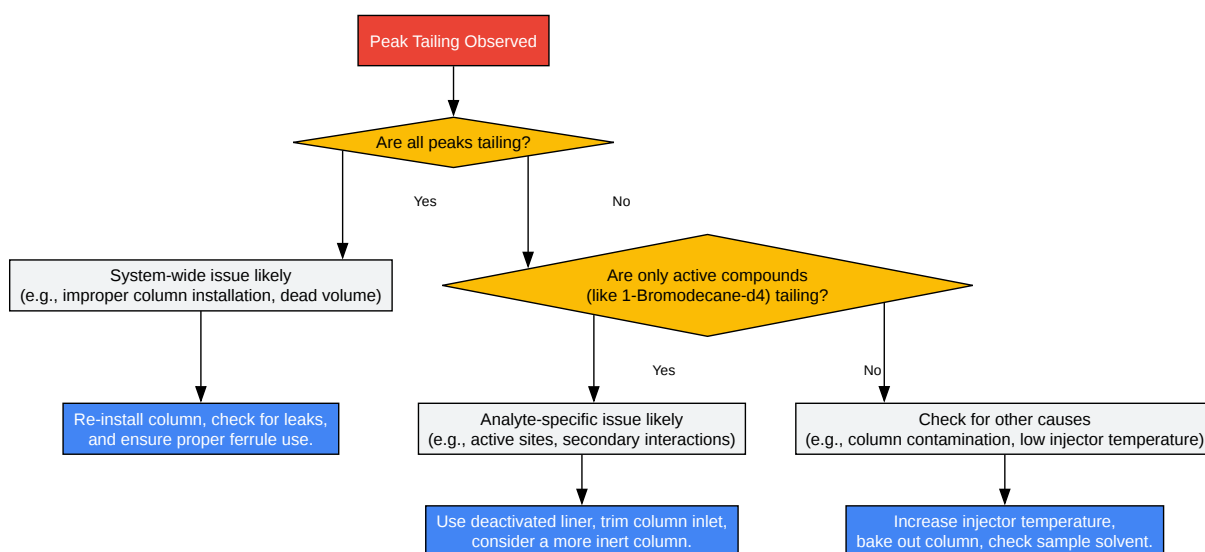 Peak Tailing Observed
Are all peaks tailing?
Yes
No
System-wide issue likely
(e.g., improper column installation, dead volume)
Are only active compounds
(like 1-Bromodecane-d4) tailing?
Yes
No
Re-install column, check for leaks,
and ensure proper ferrule use.
Analyte-specific issue likely
(e.g., active sites, secondary interactions)
Check for other causes
(e.g., column contamination, low injector temperature)
Use deactivated liner, trim column inlet,
consider a more inert column.
Increase injector temperature,
bake out column, check sample solvent.